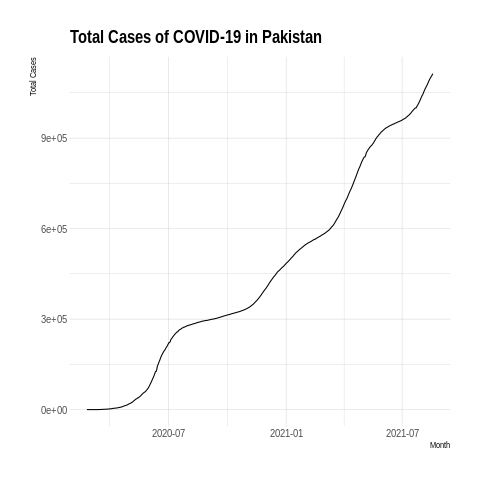 Total Cases of COVID-19 in Pakistan
Total Cases
9e+05
6e+05
3e+05
0e+00
2020-07 2021-01 2021-07
Month